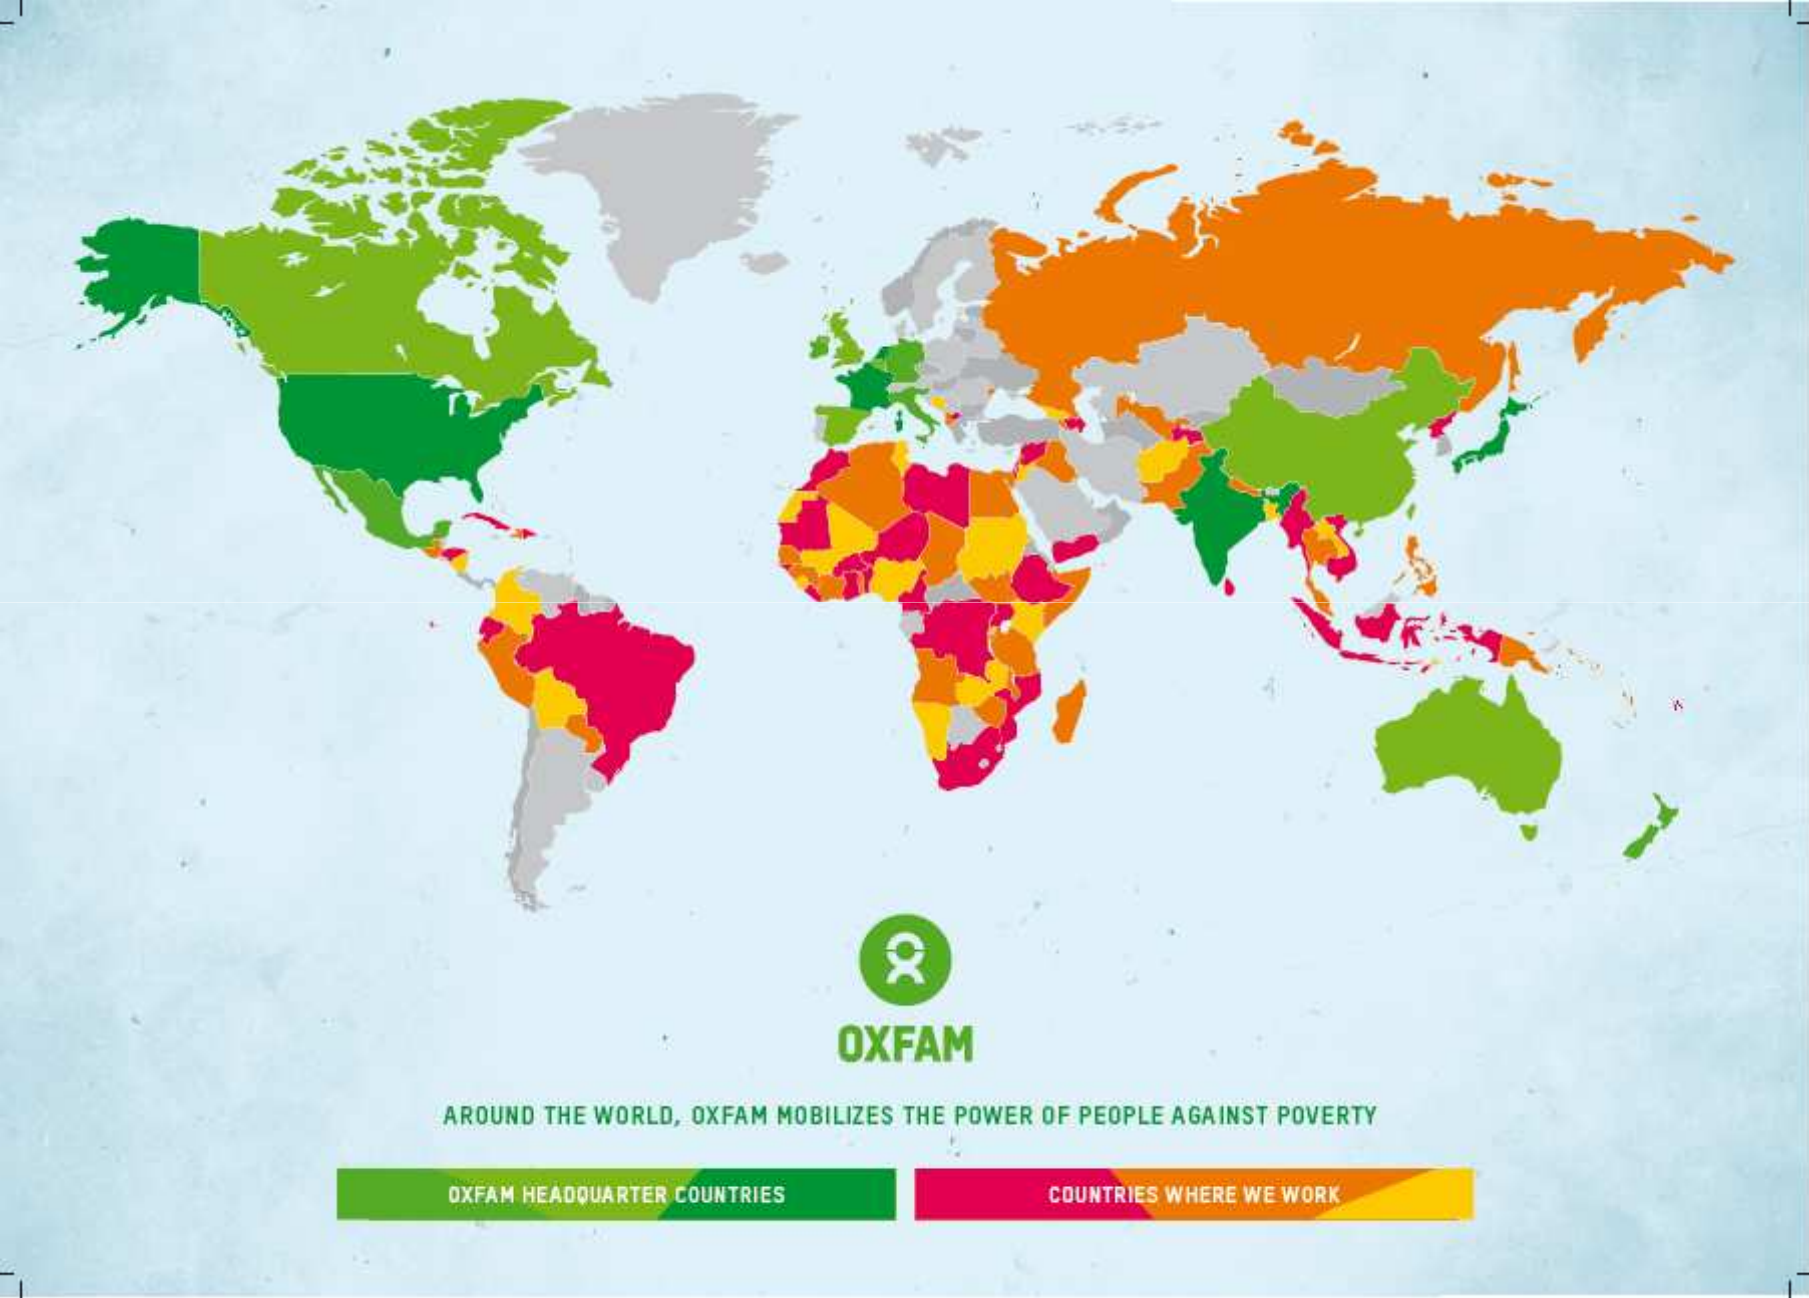 OXFAM
AROUND THE WORLD, OXFAM MOBILIZES THE POWER OF PEOPLE AGAINST POVERTY
OXFAM HEADQUARTER COUNTRIES
COUNTRIES WHERE WE WORK